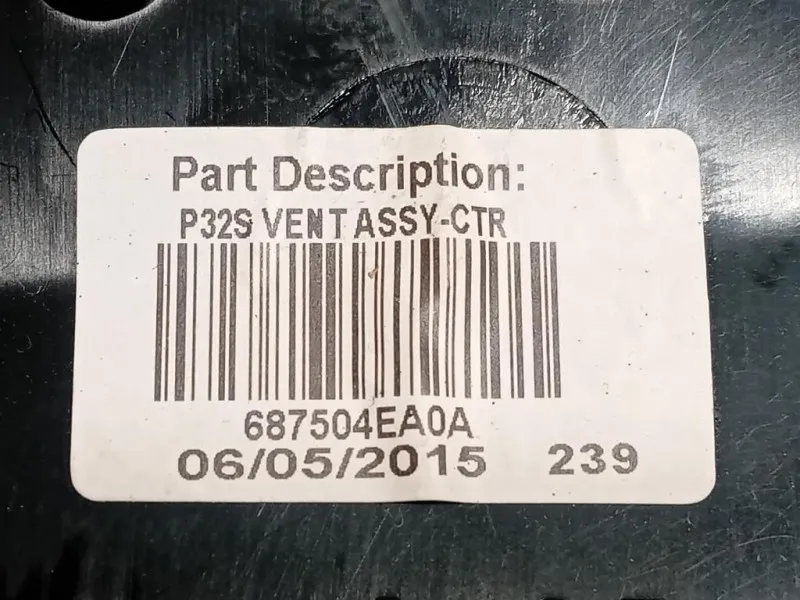 Part Description:
P32S VENT ASSY-CTR
687504EA0A
06/05/2015 239